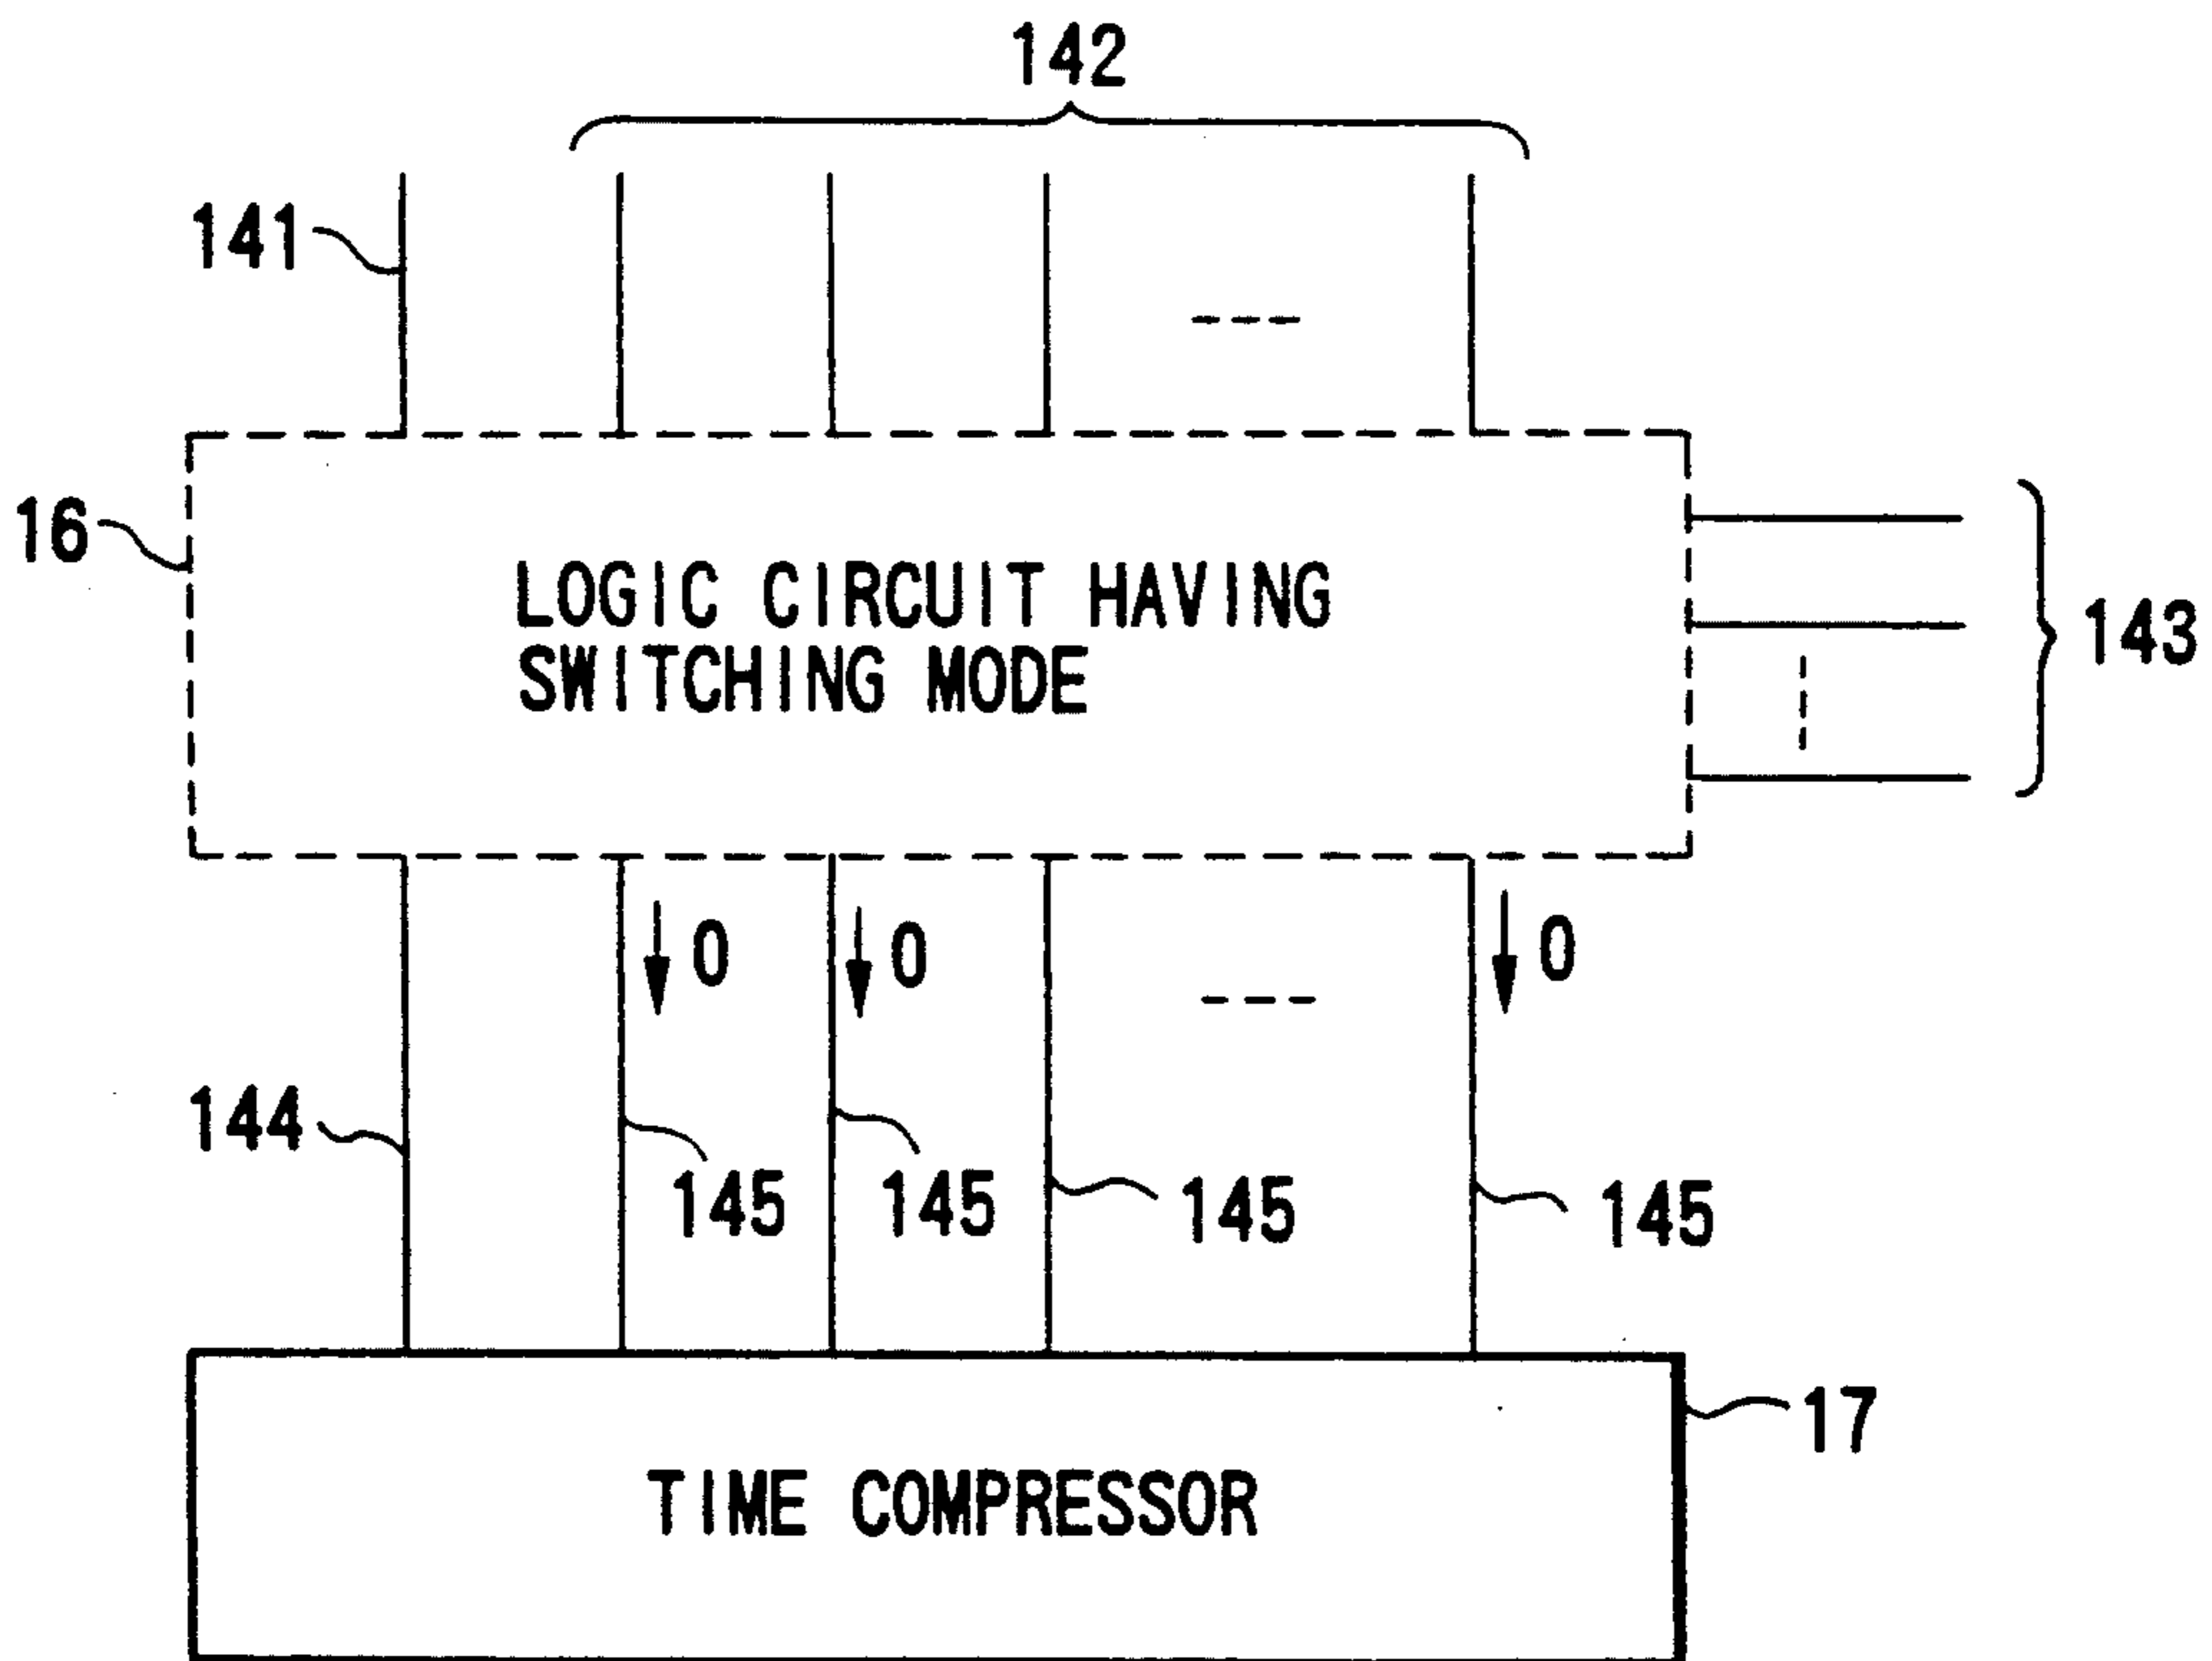 142
141
16
LOGIC CIRCUIT HAVING
SWITCHING MODE
143
0 0 0
144
145 145 145 145
17
TIME COMPRESSOR